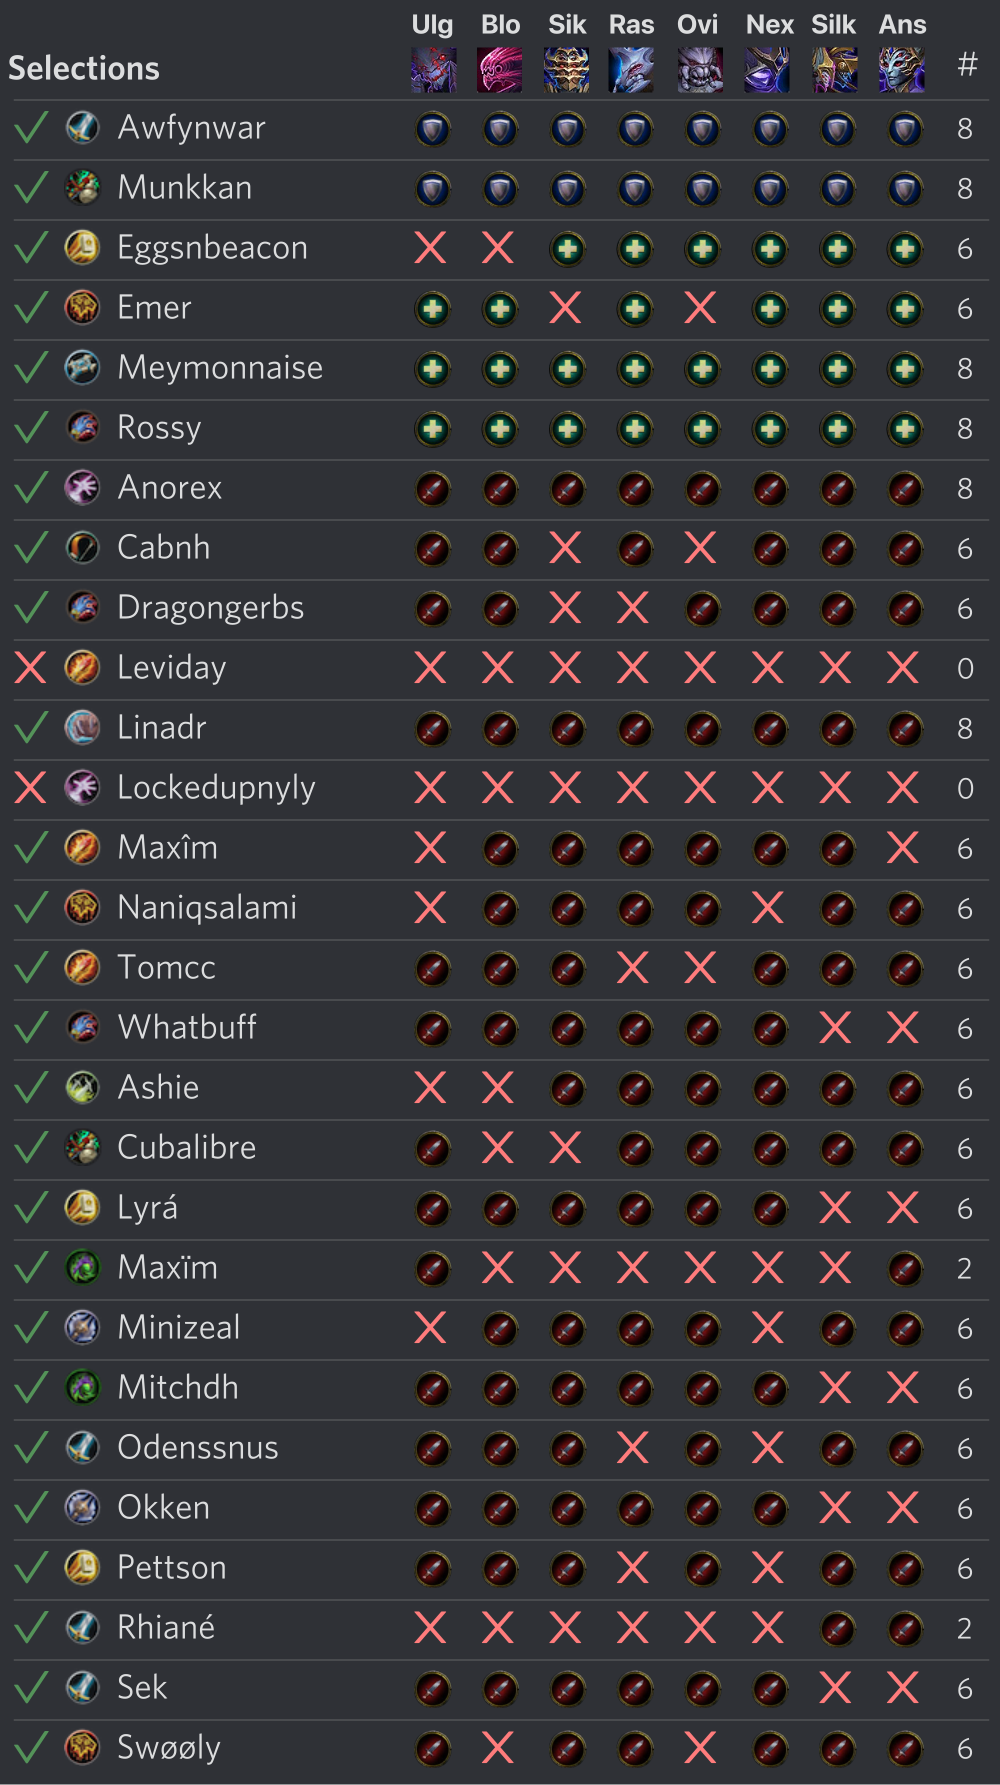 Ulg Blo Sik Ras Ovi Nex Silk Ans
Selections #
Awfynwar 8
Munkkan 8
Eggsnbeacon 6
Emer 6
Meymonnaise 8
Rossy 8
Anorex 8
Cabnh 6
Dragongerbs 6
Leviday 0
Linadr 8
Lockedupnyly 0
Maxîm 6
Naniqsalami 6
Tomcc 6
Whatbuff 6
Ashie 6
Cubalibre 6
Lyrá 6
Maxïm 2
Minizeal 6
Mitchdh 6
Odenssnus 6
Okken 6
Pettson 6
Rhiané 2
Sek 6
Swøøly 6